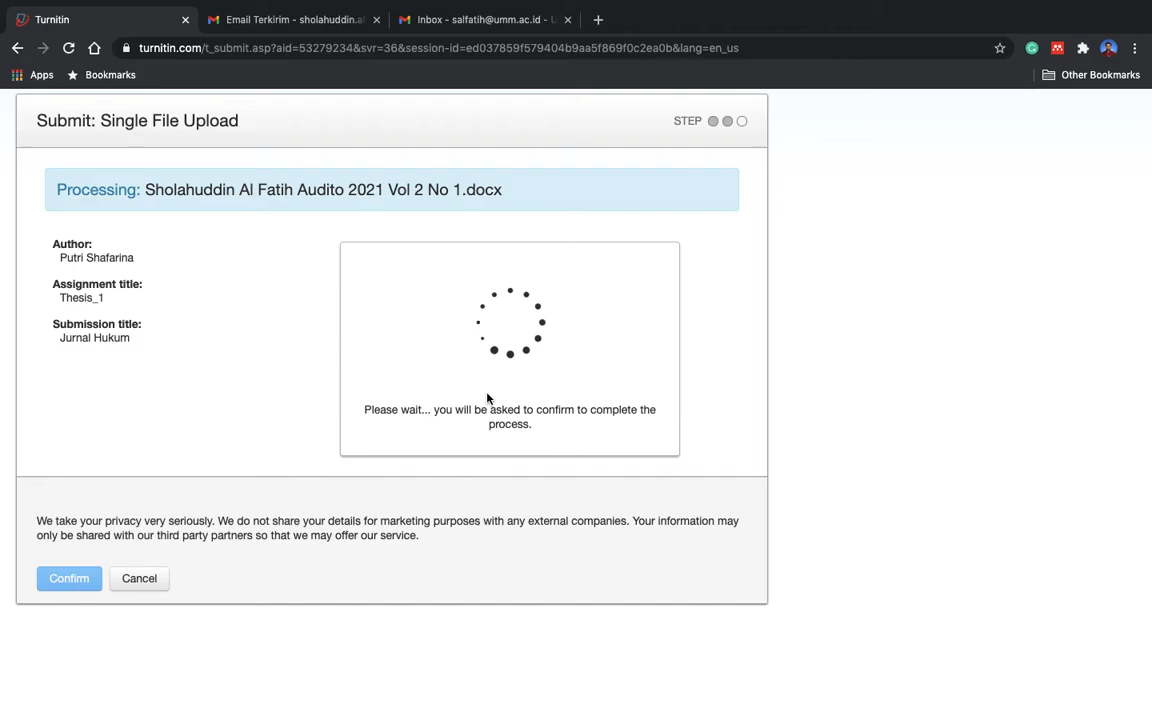 Turnitin
Email Terkirim - sholahuddin.al
Inbox - salfatih@umm.ac.id - U
turnitin.com/t_submit.asp?aid=53279234&svr=36&session-id=ed037859f579404b9aa5f869f0c2ea0b&lang=en_us
Apps
Bookmarks
Other Bookmarks
Submit: Single File Upload
STEP
Processing: Sholahuddin Al Fatih Audito 2021 Vol 2 No 1.docx
Author:
Putri Shafarina
Assignment title:
Thesis_1
Submission title:
Jurnal Hukum
Please wait... you will be asked to confirm to complete the
process.
We take your privacy very seriously. We do not share your details for marketing purposes with any external companies. Your information may
only be shared with our third party partners so that we may offer our service.
Confirm
Cancel